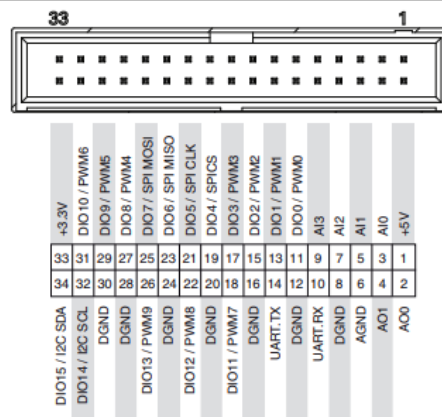 33 1
+3.3V
DIO10 / PWM6
DIO9 / PWM5
DIO8 / PWM4
DIO7 / SPI MOSI
DIO6 / SPI MISO
DIO5 / SPI CLK
DIO4 / SPICS
DIO3 / PWM3
DIO2 / PWM2
DIO1 / PWM1
DIO0 / PWM0
AI3
AI2
AI1
AI0
+5V
33 31 29 27 25 23 21 19 17 15 13 11 9 7 5 3 1
34 32 30 28 26 24 22 20 18 16 14 12 10 8 6 4 2
DIO15 / I2C SDA
DIO14 / I2C SCL
DGND
DGND
DIO13 / PWM9
DGND
DIO12 / PWM8
DGND
DIO11 / PWM7
DGND
UART.TX
DGND
UART.RX
DGND
AGND
AO1
AO0